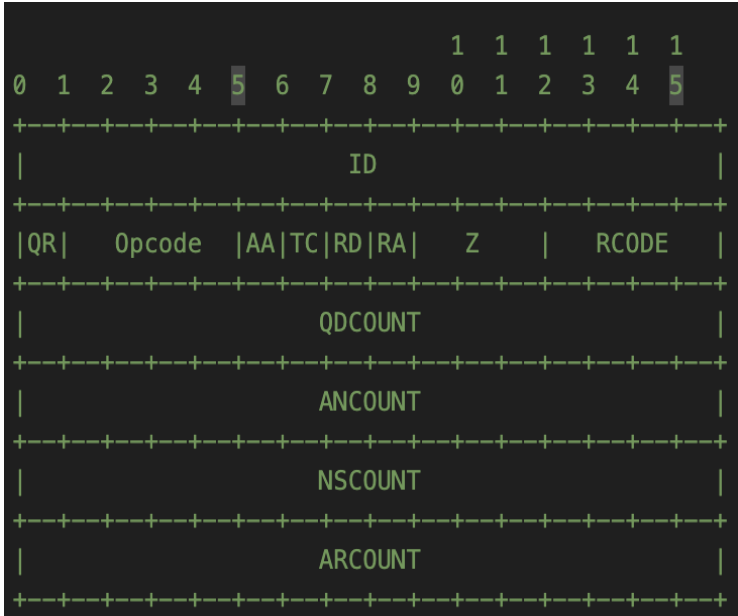 1 1 1 1 1 1
0 1 2 3 4 5 6 7 8 9 0 1 2 3 4 5
+--+--+--+--+--+--+--+--+--+--+--+--+--+--+--+--+
| ID |
+--+--+--+--+--+--+--+--+--+--+--+--+--+--+--+--+
|QR| Opcode |AA|TC|RD|RA| Z | RCODE |
+--+--+--+--+--+--+--+--+--+--+--+--+--+--+--+--+
| QDCOUNT |
+--+--+--+--+--+--+--+--+--+--+--+--+--+--+--+--+
| ANCOUNT |
+--+--+--+--+--+--+--+--+--+--+--+--+--+--+--+--+
| NSCOUNT |
+--+--+--+--+--+--+--+--+--+--+--+--+--+--+--+--+
| ARCOUNT |
+--+--+--+--+--+--+--+--+--+--+--+--+--+--+--+--+